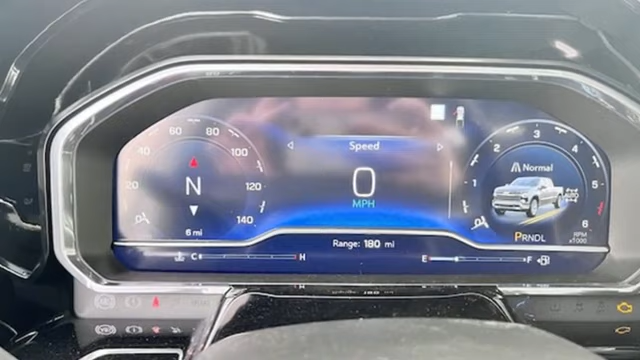 60 80
40 100
20 120
140
N
6 mi
Speed
0
MPH
Range: 180 mi
C H
E F
1 2 3 4 5 6
Normal
AUTO
PRNDL
RPM
x1000